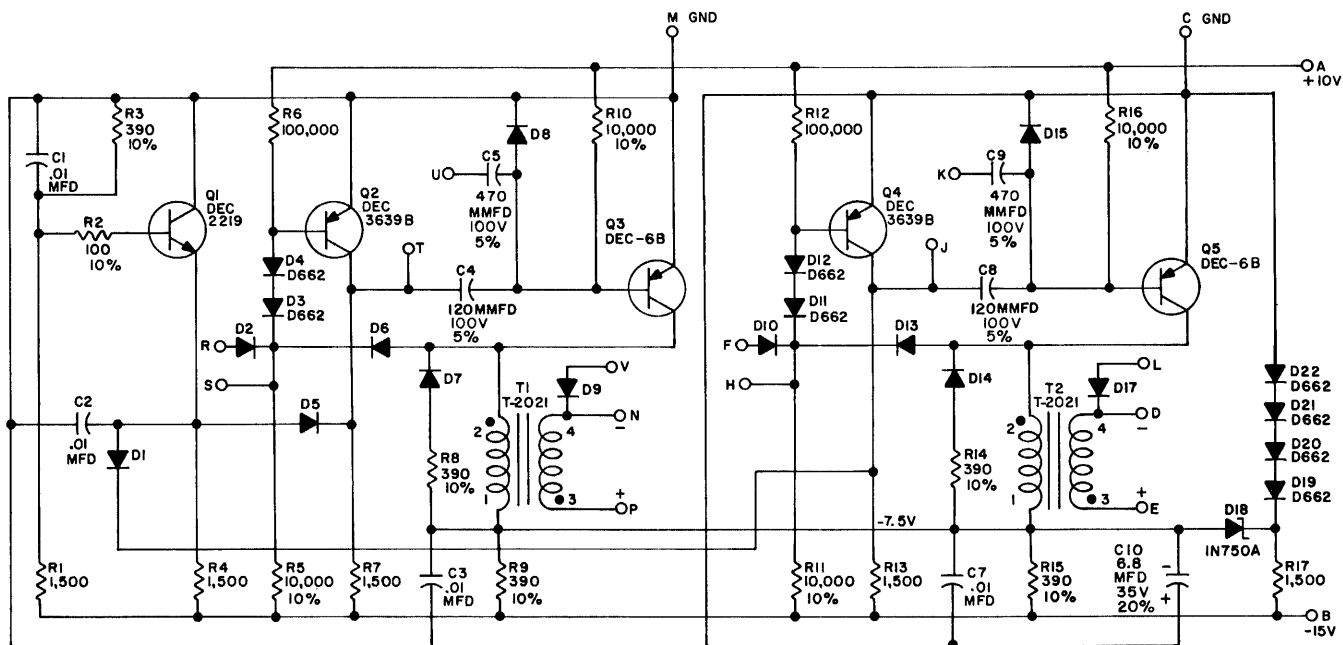 M GND
C GND
A
+10V
R3
390
10%
C1
.01
MFD
R2
100
10%
Q1
DEC
2219
R6
100,000
Q2
DEC
3639B
D4
D662
D3
D662
T
U
C5
470
MMFD
100V
5%
D8
R10
10,000
10%
Q3
DEC-6B
C4
120MMFD
100V
5%
R12
100,000
Q4
DEC
3639B
D12
D662
D11
D662
J
K
C9
470
MMFD
100V
5%
D15
R16
10,000
10%
Q5
DEC-6B
C8
120MMFD
100V
5%
R
D2
S
D6
D5
D7
C2
.01
MFD
D1
R8
390
10%
T1
T-2021
2
1
4
3
D9
V
N
-
+
P
F
D10
H
D13
D14
R14
390
10%
T2
T-2021
2
1
4
3
D17
L
D
-
+
E
D22
D662
D21
D662
D20
D662
D19
D662
D18
1N750A
-7.5V
R1
1,500
R4
1,500
R5
10,000
10%
R7
1,500
C3
.01
MFD
R9
390
10%
R11
10,000
10%
R13
1,500
C7
.01
MFD
R15
390
10%
C10
6.8
MFD
35V
20%
-
+
R17
1,500
B
-15V